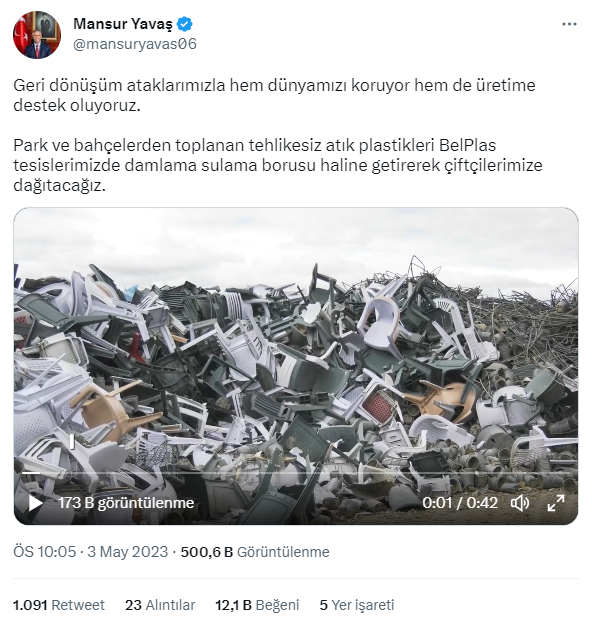 Mansur Yavaş
@mansuryavas06
Geri dönüşüm ataklarımızla hem dünyamızı koruyor hem de üretime
destek oluyoruz.
Park ve bahçelerden toplanan tehlikesiz atık plastikleri BelPlas
tesislerimizde damlama sulama borusu haline getirerek çiftçilerimize
dağıtacağız.
173 B görüntülenme 0:01 / 0:42
ÖS 10:05 · 3 May 2023 · 500,6 B Görüntülenme
1.091 Retweet 23 Alıntılar 12,1 B Beğeni 5 Yer işareti